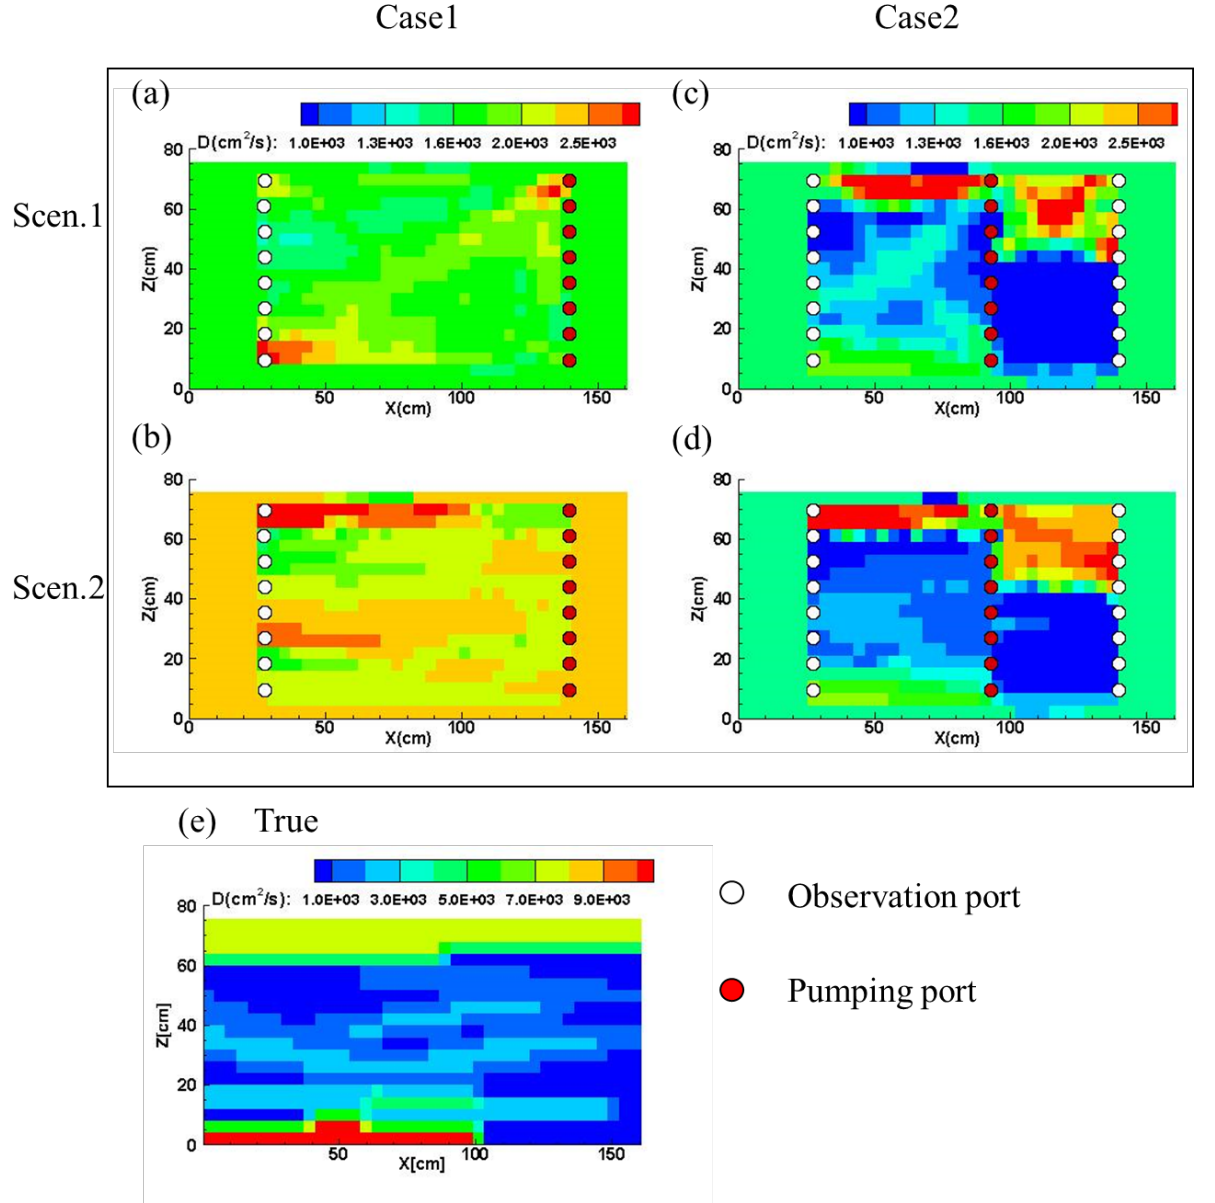 Case1 Case2
(a) (c)
D(cm²/s): 1.0E+03 1.3E+03 1.6E+03 2.0E+03 2.5E+03 D(cm²/s): 1.0E+03 1.3E+03 1.6E+03 2.0E+03 2.5E+03
Scen.1
80 60 40 20 0
Z(cm)
0 50 100 150
X(cm)
80 60 40 20 0
Z(cm)
0 50 100 150
X(cm)
(b) (d)
Scen.2
80 60 40 20 0
Z(cm)
0 50 100 150
X(cm)
80 60 40 20 0
Z(cm)
0 50 100 150
X(cm)
(e) True
D(cm²/s): 1.0E+03 3.0E+03 5.0E+03 7.0E+03 9.0E+03
80 60 40 20 0
Z[cm]
50 100 150
X[cm]
Observation port
Pumping port